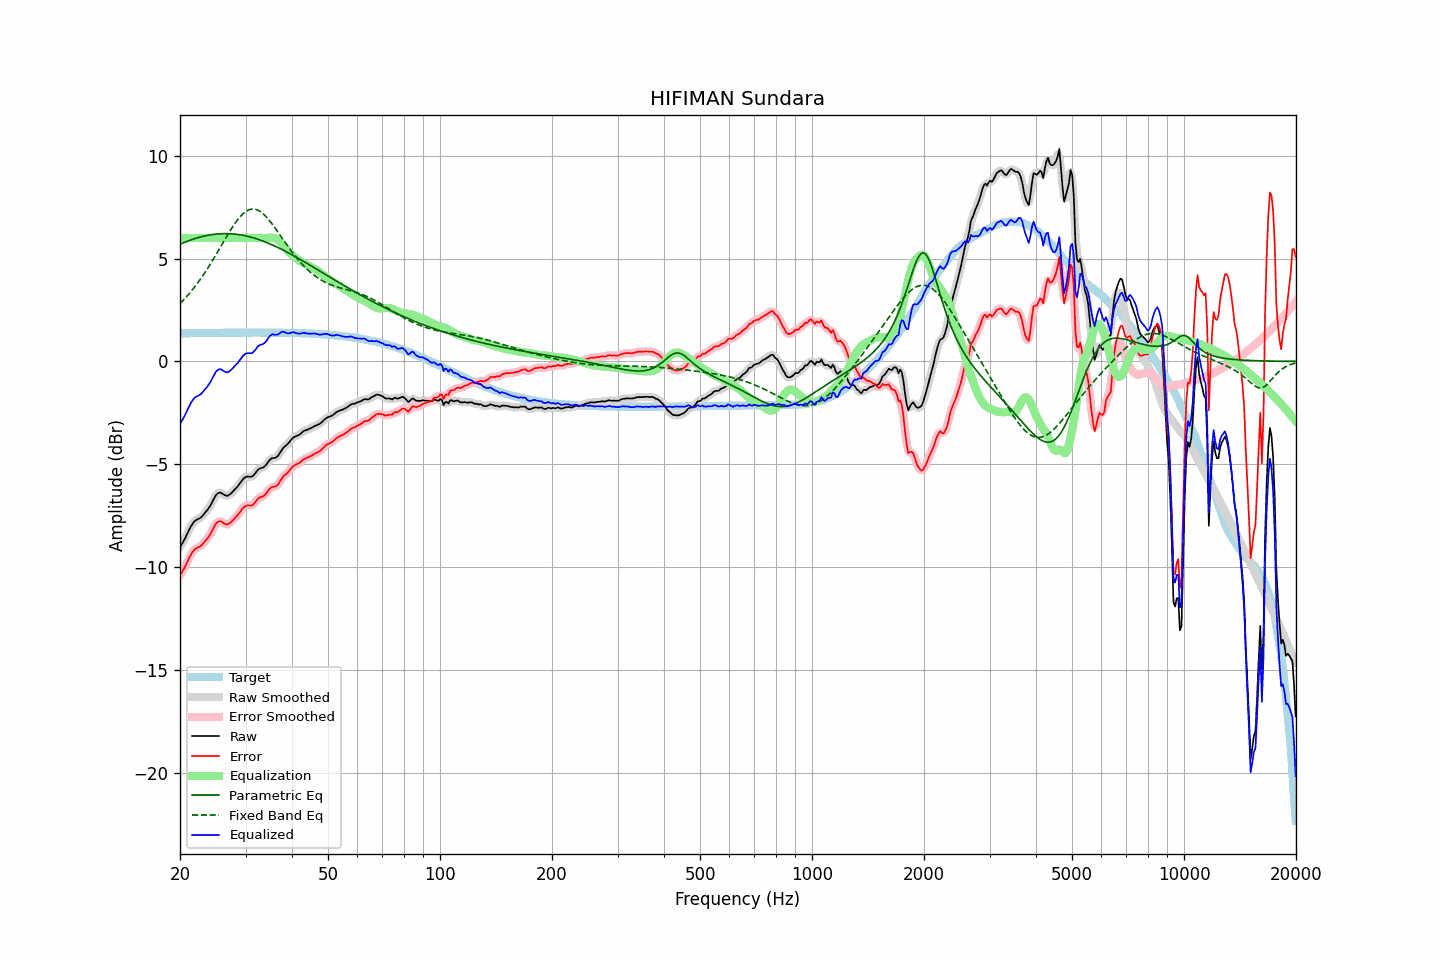 HIFIMAN Sundara
10
5
0
−5
−10
−15
−20
Amplitude (dBr)
Target
Raw Smoothed
Error Smoothed
Raw
Error
Equalization
Parametric Eq
Fixed Band Eq
Equalized
20 50 100 200 500 1000 2000 5000 10000 20000
Frequency (Hz)